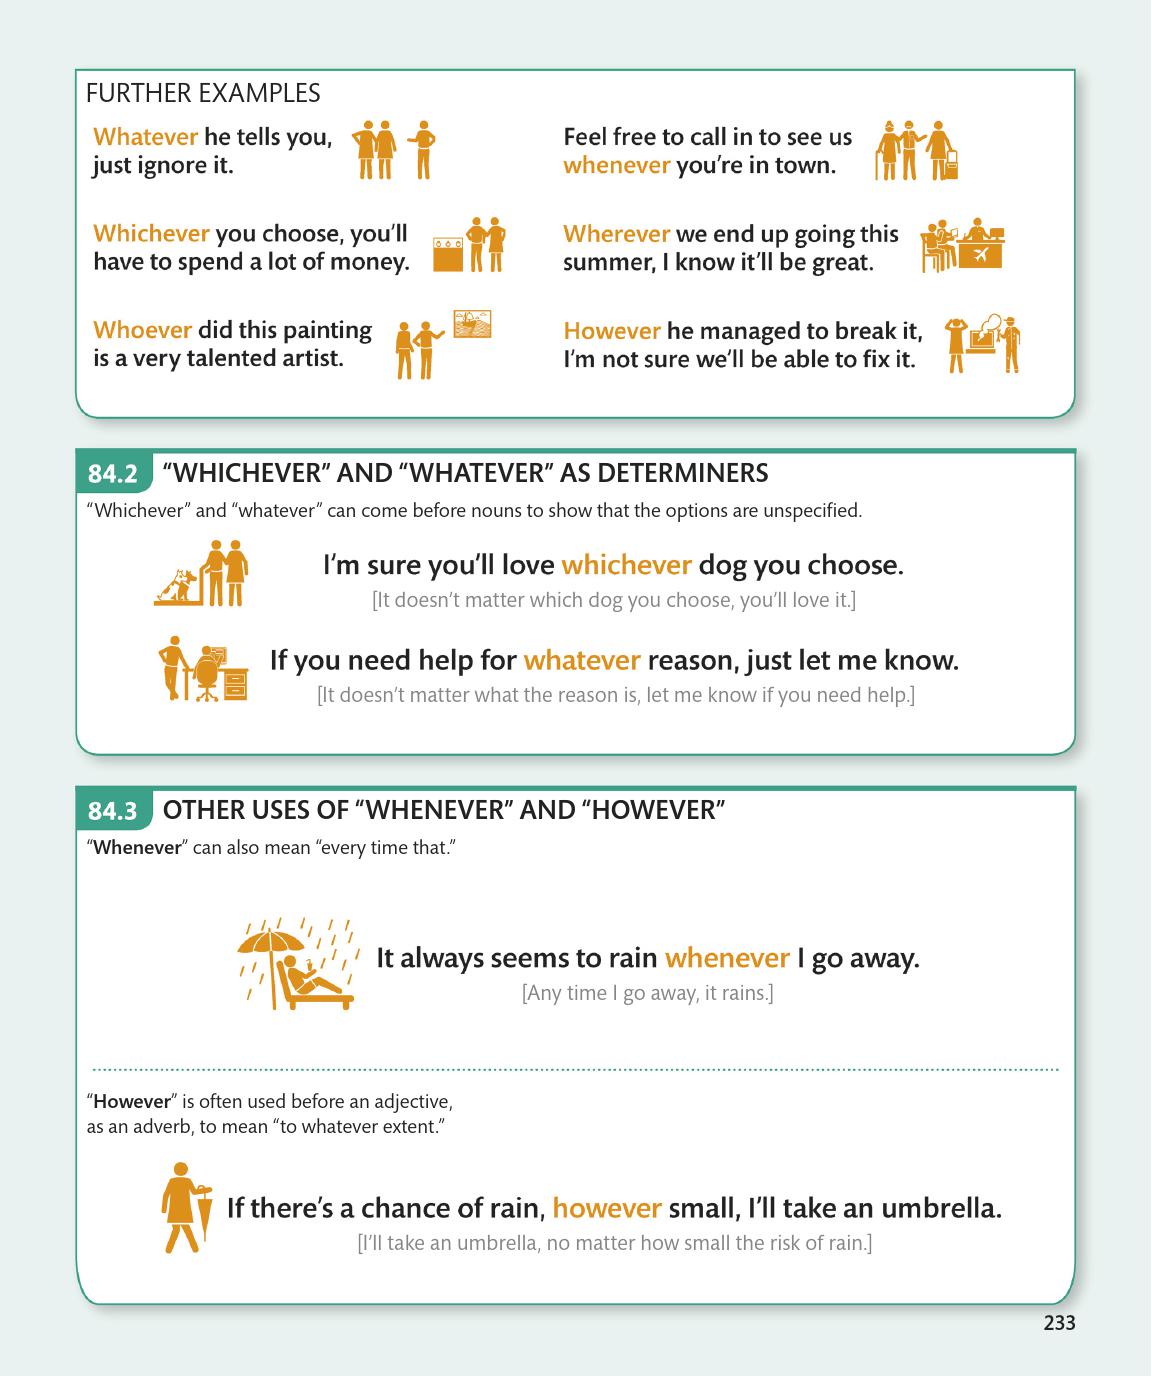 FURTHER EXAMPLES
Whatever he tells you,
just ignore it.
Feel free to call in to see us
whenever you’re in town.
Whichever you choose, you’ll
have to spend a lot of money.
Wherever we end up going this
summer, I know it’ll be great.
Whoever did this painting
is a very talented artist.
However he managed to break it,
I’m not sure we’ll be able to fix it.
84.2 “WHICHEVER” AND “WHATEVER” AS DETERMINERS
“Whichever” and “whatever” can come before nouns to show that the options are unspecified.
I’m sure you’ll love whichever dog you choose.
[It doesn’t matter which dog you choose, you’ll love it.]
If you need help for whatever reason, just let me know.
[It doesn’t matter what the reason is, let me know if you need help.]
84.3 OTHER USES OF “WHENEVER” AND “HOWEVER”
“Whenever” can also mean “every time that.”
It always seems to rain whenever I go away.
[Any time I go away, it rains.]
“However” is often used before an adjective,
as an adverb, to mean “to whatever extent.”
If there’s a chance of rain, however small, I’ll take an umbrella.
[I’ll take an umbrella, no matter how small the risk of rain.]
233